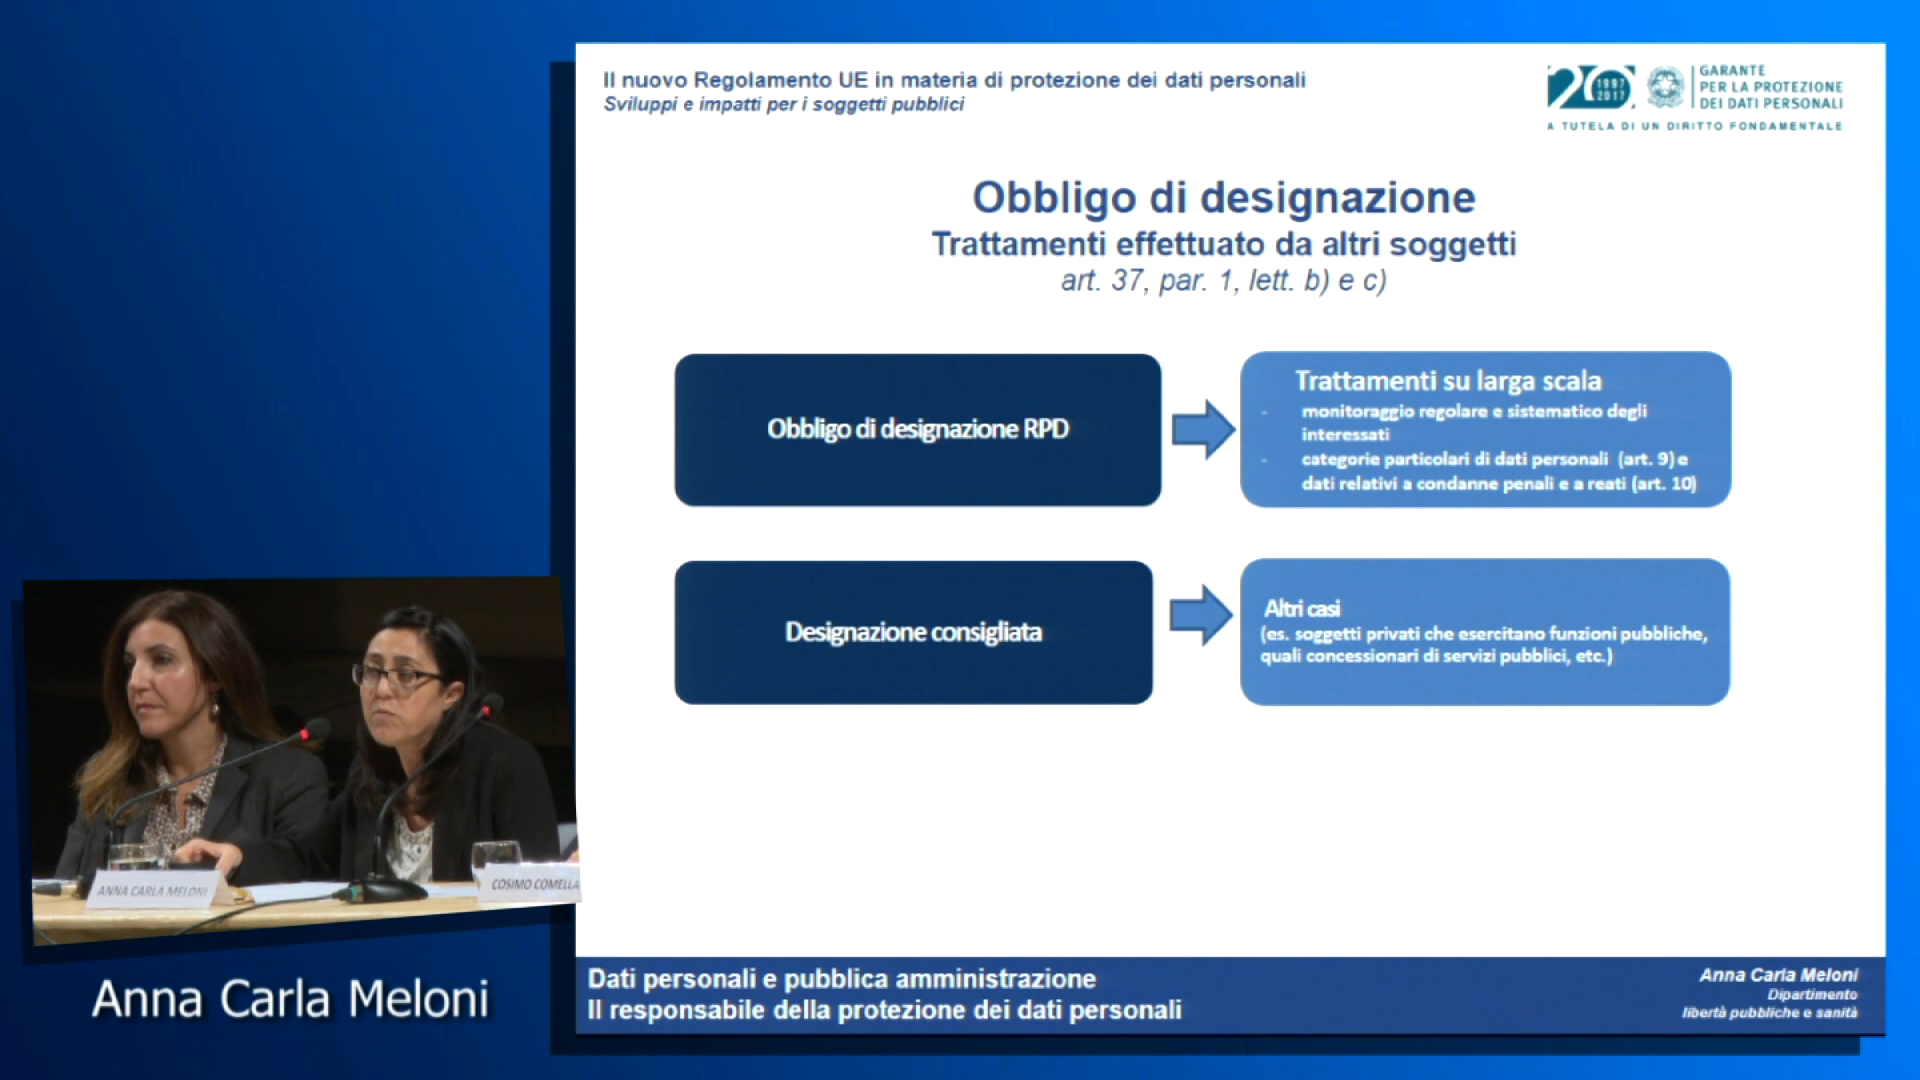 Il nuovo Regolamento UE in materia di protezione dei dati personali
Sviluppi e impatti per i soggetti pubblici
20
1997
2017
GARANTE
PER LA PROTEZIONE
DEI DATI PERSONALI
A TUTELA DI UN DIRITTO FONDAMENTALE
Obbligo di designazione
Trattamenti effettuato da altri soggetti
art. 37, par. 1, lett. b) e c)
Obbligo di designazione RPD
Trattamenti su larga scala
- monitoraggio regolare e sistematico degli
interessati
- categorie particolari di dati personali (art. 9) e
dati relativi a condanne penali e a reati (art. 10)
Designazione consigliata
Altri casi
(es. soggetti privati che esercitano funzioni pubbliche,
quali concessionari di servizi pubblici, etc.)
ANNA CARLA MELONI
COSIMO COMELLA
Anna Carla Meloni
Dati personali e pubblica amministrazione
Il responsabile della protezione dei dati personali
Anna Carla Meloni
Dipartimento
libertà pubbliche e sanità